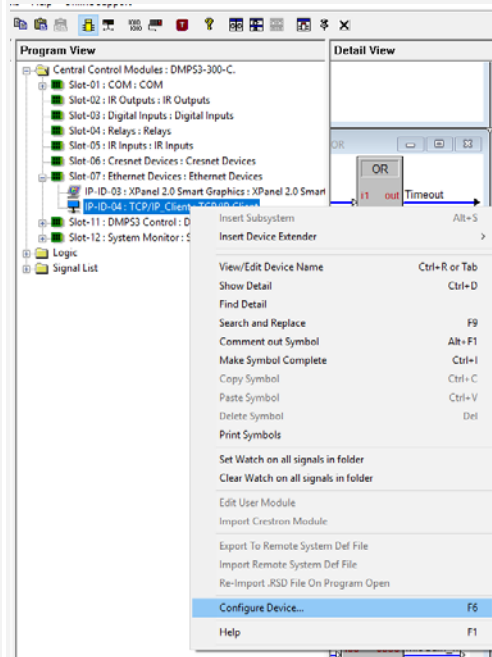 Program View
Detail View
Central Control Modules : DMPS3-300-C.
Slot-01 : COM : COM
Slot-02 : IR Outputs : IR Outputs
Slot-03 : Digital Inputs : Digital Inputs
Slot-04 : Relays : Relays
Slot-05 : IR Inputs : IR Inputs
Slot-06 : Cresnet Devices : Cresnet Devices
Slot-07 : Ethernet Devices : Ethernet Devices
IP-ID-03 : XPanel 2.0 Smart Graphics : XPanel 2.0 Smart
IP-ID-04 : TCP/IP_Client : TCP/IP Client
Slot-11 : DMPS3 Control : D
Slot-12 : System Monitor : S
Logic
Signal List
OR
OR
i1 out Timeout
Insert Subsystem Alt+S
Insert Device Extender
View/Edit Device Name Ctrl+R or Tab
Show Detail Ctrl+D
Find Detail
Search and Replace F9
Comment out Symbol Alt+F1
Make Symbol Complete Ctrl+I
Copy Symbol Ctrl+C
Paste Symbol Ctrl+V
Delete Symbol Del
Print Symbols
Set Watch on all signals in folder
Clear Watch on all signals in folder
Edit User Module
Import Crestron Module
Export To Remote System Def File
Import Remote System Def File
Re-Import .RSD File On Program Open
Configure Device... F6
Help F1